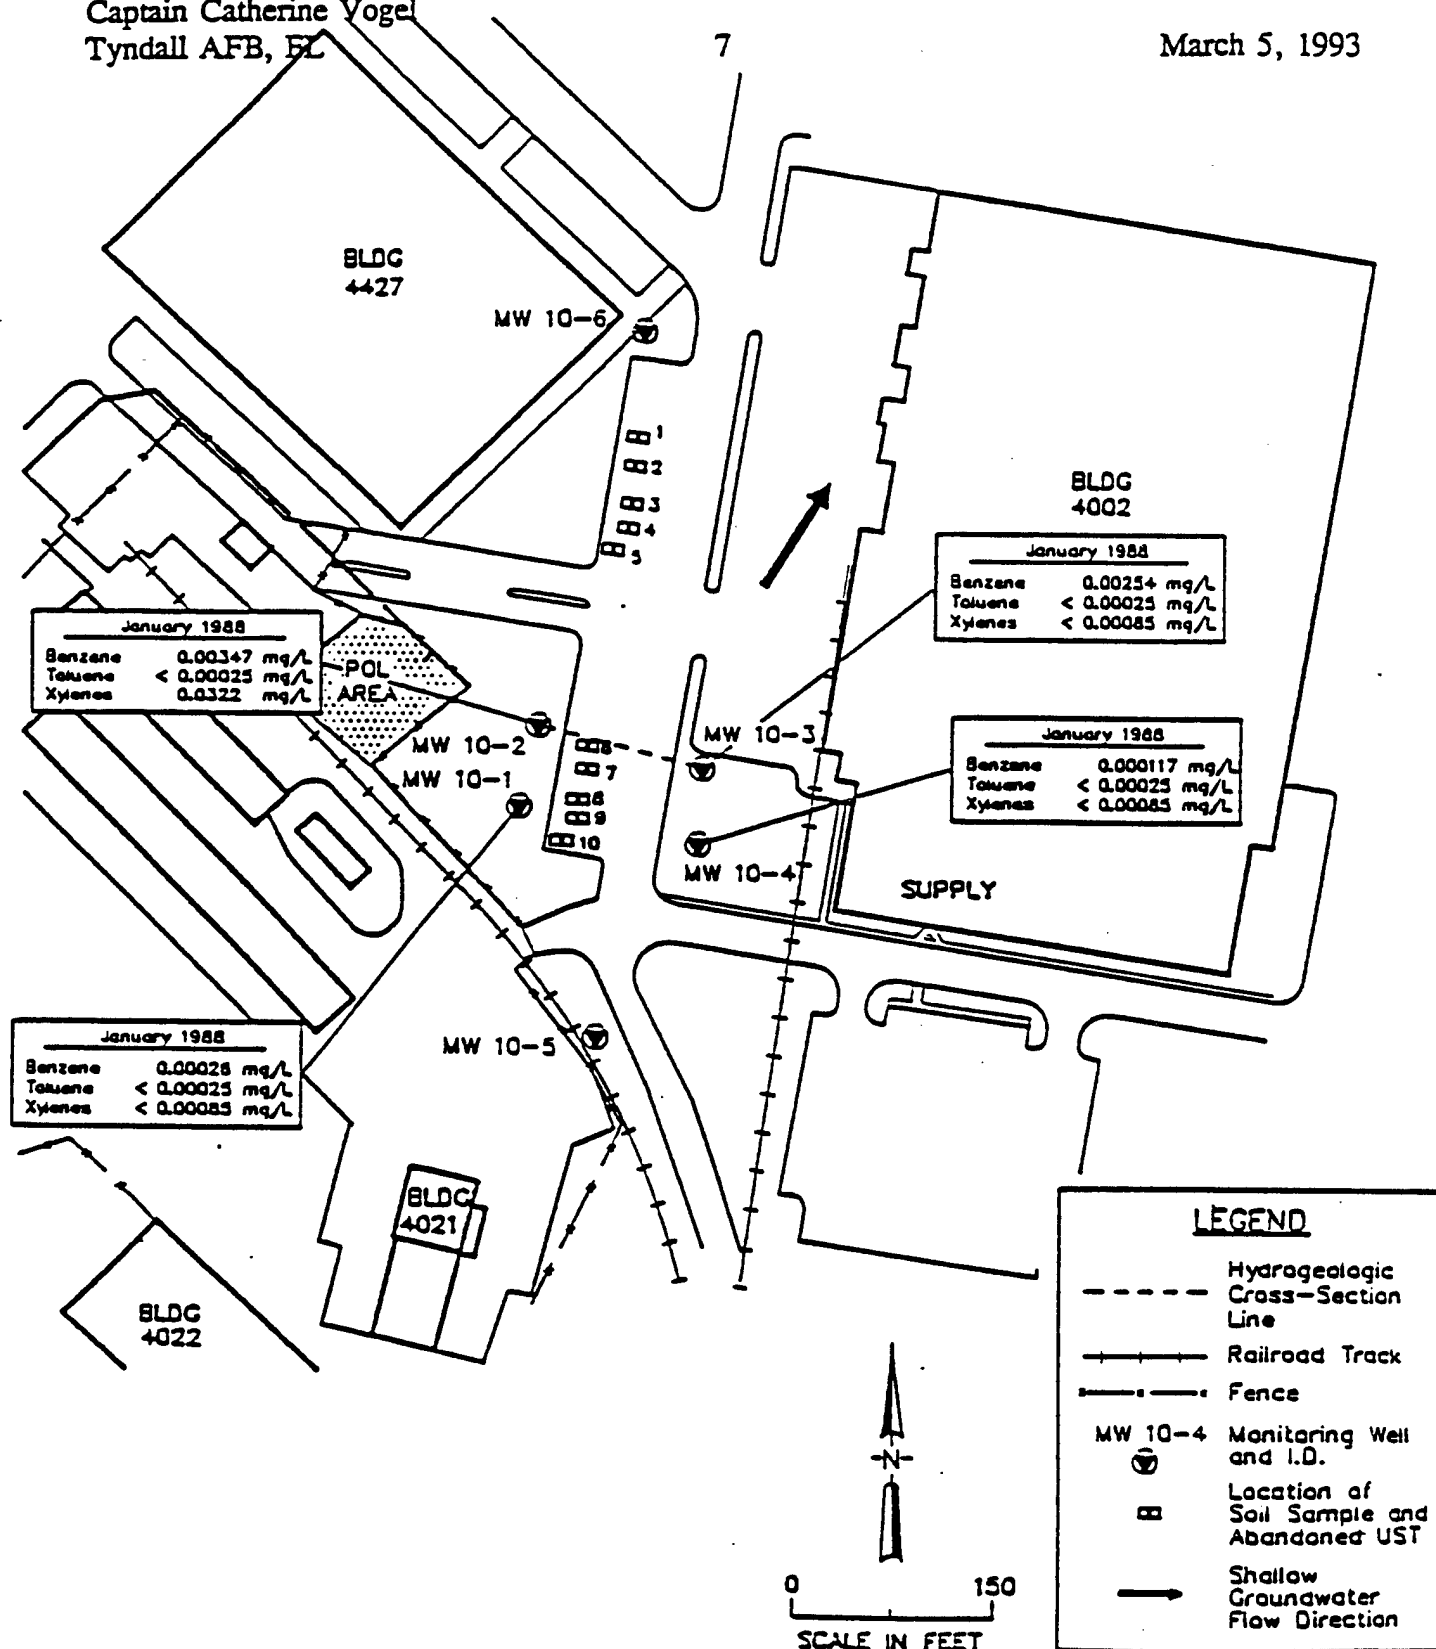 Captain Catherine Vogel
Tyndall AFB, FL
7
March 5, 1993
BLDG
4427
MW 10-6
1
2
3
4
5
BLDG
4002
January 1988
Benzene 0.00254 mg/L
Toluene < 0.00025 mg/L
Xylenes < 0.00085 mg/L
January 1988
Benzene 0.00347 mg/L
Toluene < 0.00025 mg/L
Xylenes 0.0322 mg/L
POL
AREA
MW 10-2
MW 10-1
6
7
8
9
10
MW 10-3
January 1988
Benzene 0.000117 mg/L
Toluene < 0.00025 mg/L
Xylenes < 0.00085 mg/L
MW 10-4
SUPPLY
January 1988
Benzene 0.00026 mg/L
Toluene < 0.00025 mg/L
Xylenes < 0.00085 mg/L
MW 10-5
BLDG
4021
BLDG
4022
LEGEND
Hydrogeologic
Cross-Section
Line
Railroad Track
Fence
MW 10-4 Monitoring Well
and I.D.
Location of
Soil Sample and
Abandoned UST
Shallow
Groundwater
Flow Direction
N
0 150
SCALE IN FEET